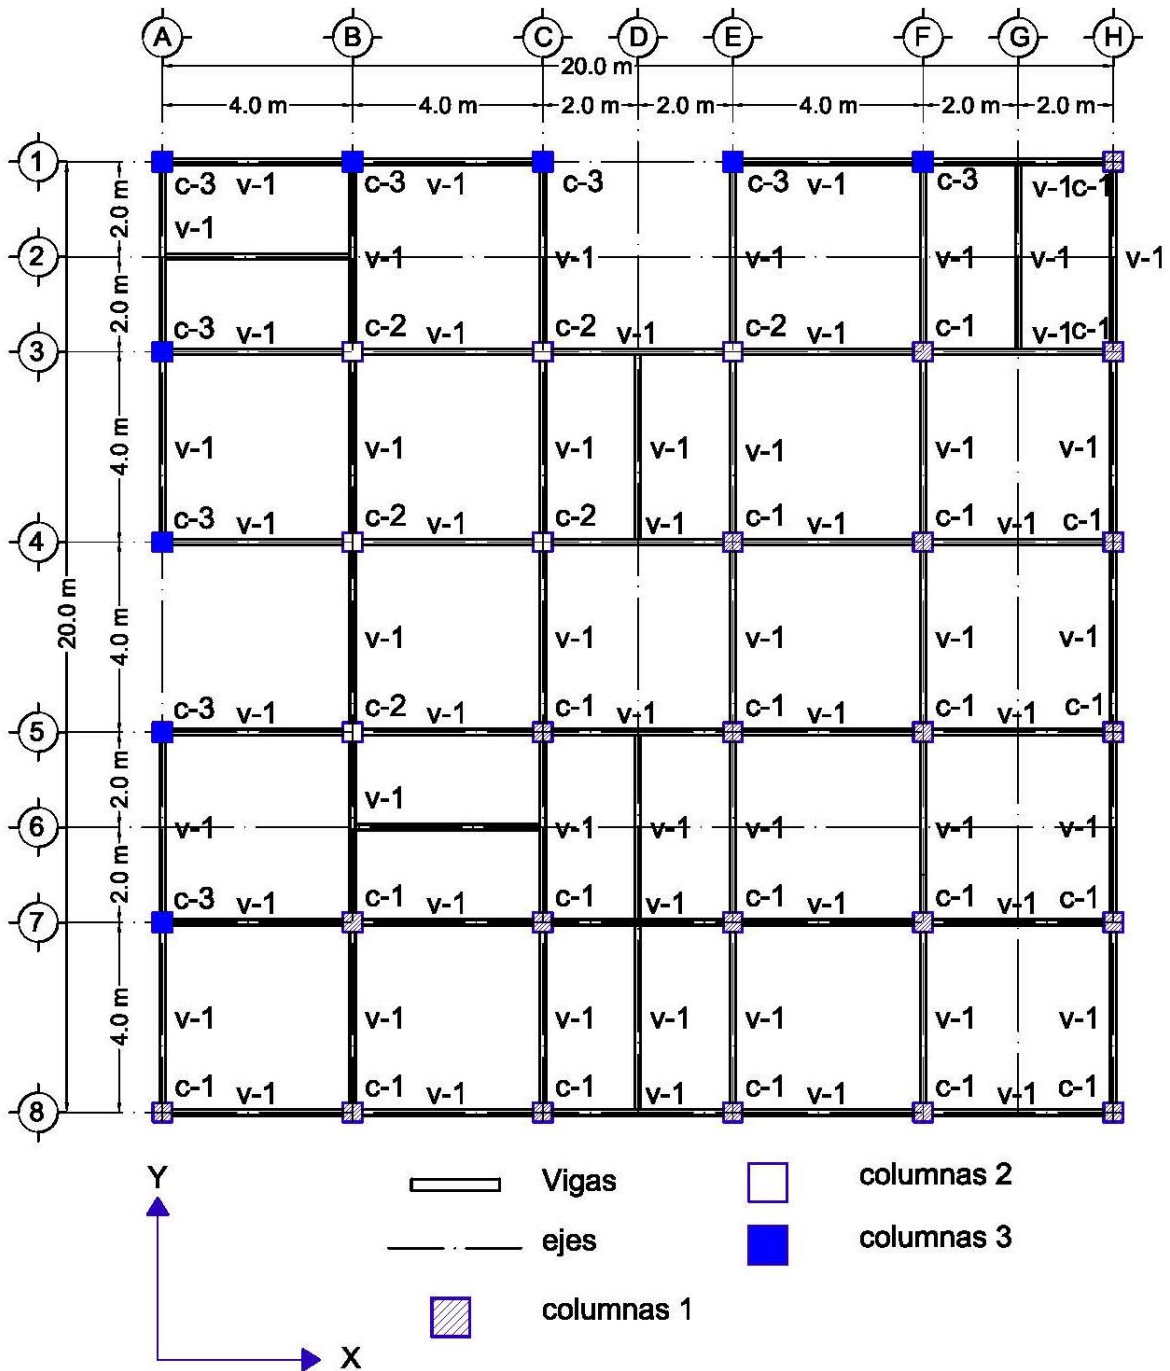 A B C D E F G H
20.0 m
4.0 m 4.0 m 2.0 m 2.0 m 4.0 m 2.0 m 2.0 m
1
c-3 v-1 c-3 v-1 c-3 c-3 v-1 c-3 v-1 c-1
2.0 m
v-1
2
v-1 v-1 v-1 v-1 v-1 v-1
2.0 m
c-3 v-1 c-2 v-1 c-2 v-1 c-2 v-1 c-1 v-1 c-1
3
4.0 m
v-1 v-1 v-1 v-1 v-1 v-1 v-1
c-3 v-1 c-2 v-1 c-2 v-1 c-1 v-1 c-1 v-1 c-1
4
20.0 m
4.0 m
v-1 v-1 v-1 v-1 v-1
c-3 v-1 c-2 v-1 c-1 v-1 c-1 v-1 c-1 v-1 c-1
5
2.0 m
v-1
6
v-1 v-1 v-1 v-1 v-1 v-1
2.0 m
c-3 v-1 c-1 v-1 c-1 v-1 c-1 v-1 c-1 v-1 c-1
7
4.0 m
v-1 v-1 v-1 v-1 v-1 v-1 v-1
c-1 v-1 c-1 v-1 c-1 v-1 c-1 v-1 c-1 v-1 c-1
8
Y
X
Vigas
ejes
columnas 1
columnas 2
columnas 3